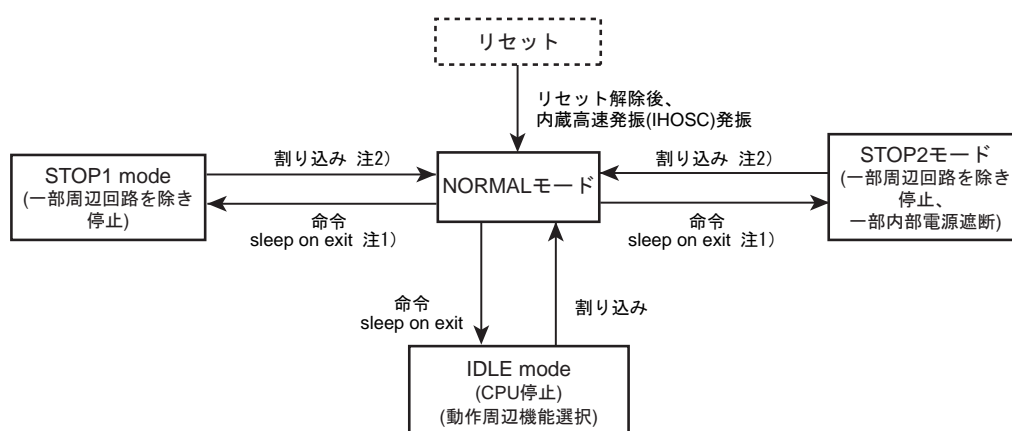 リセット
リセット解除後、
内蔵高速発振(IHOSC)発振
STOP1 mode
(一部周辺回路を除き
停止)
割り込み 注2)
命令
sleep on exit 注1)
NORMALモード
割り込み 注2)
命令
sleep on exit 注1)
STOP2モード
(一部周辺回路を除き
停止、
一部内部電源遮断)
命令
sleep on exit
割り込み
IDLE mode
(CPU停止)
(動作周辺機能選択)